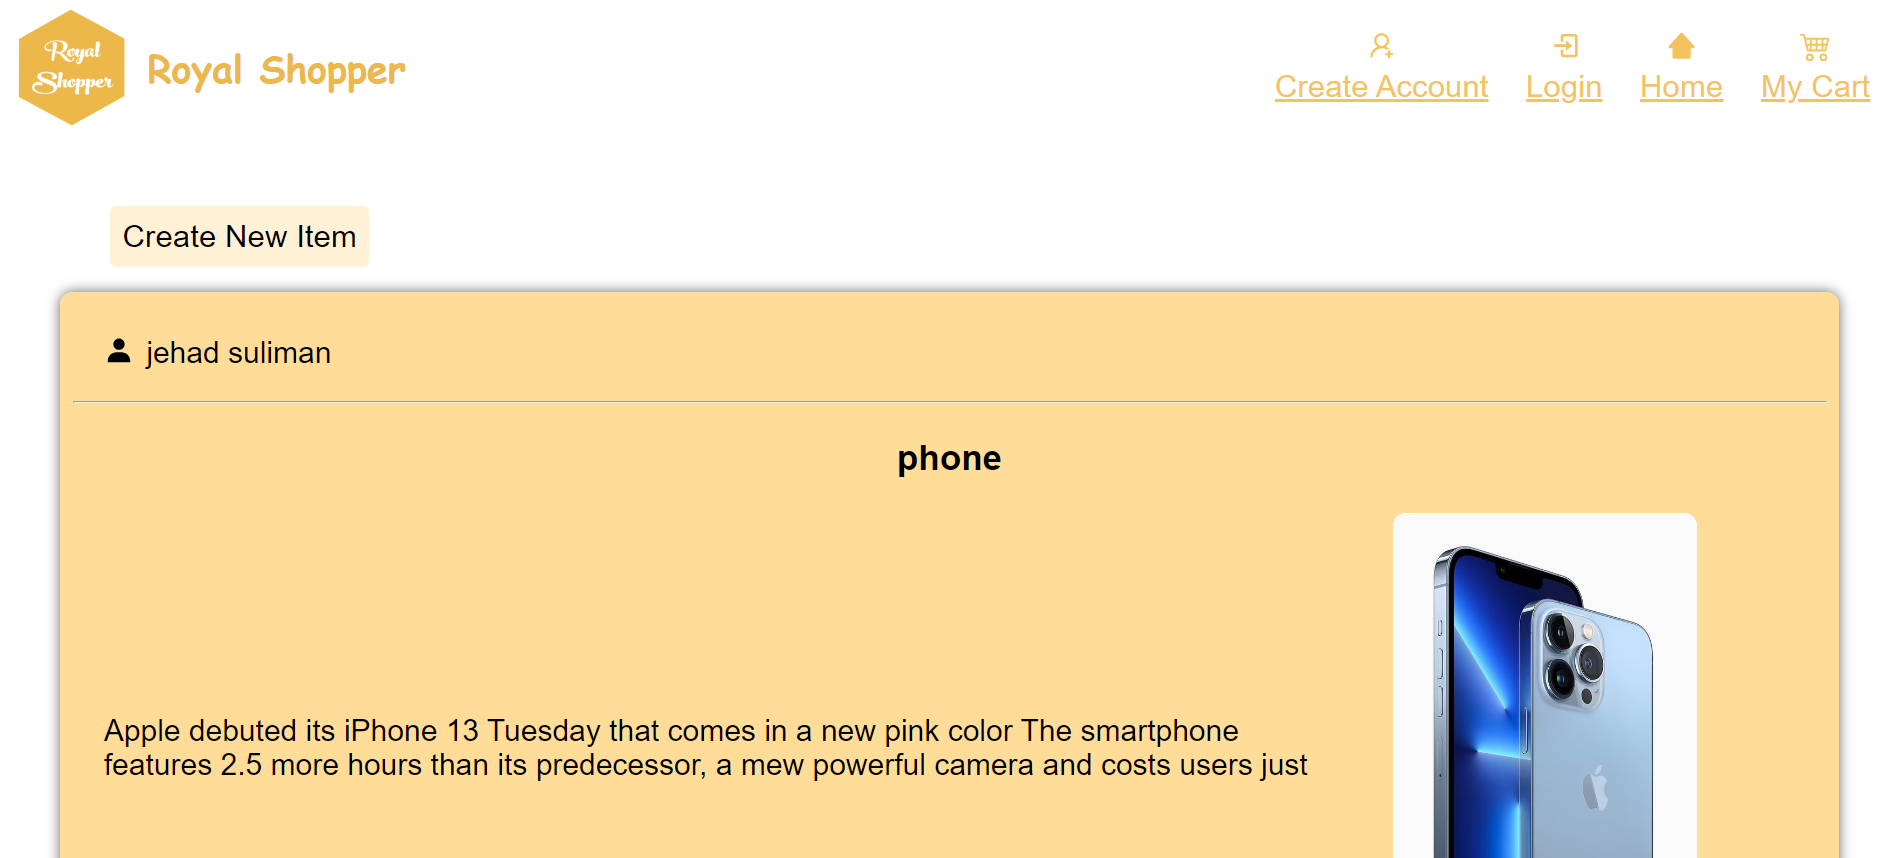 Royal
Shopper
Royal Shopper
Create Account
Login
Home
My Cart
Create New Item
jehad suliman
phone
Apple debuted its iPhone 13 Tuesday that comes in a new pink color The smartphone
features 2.5 more hours than its predecessor, a mew powerful camera and costs users just